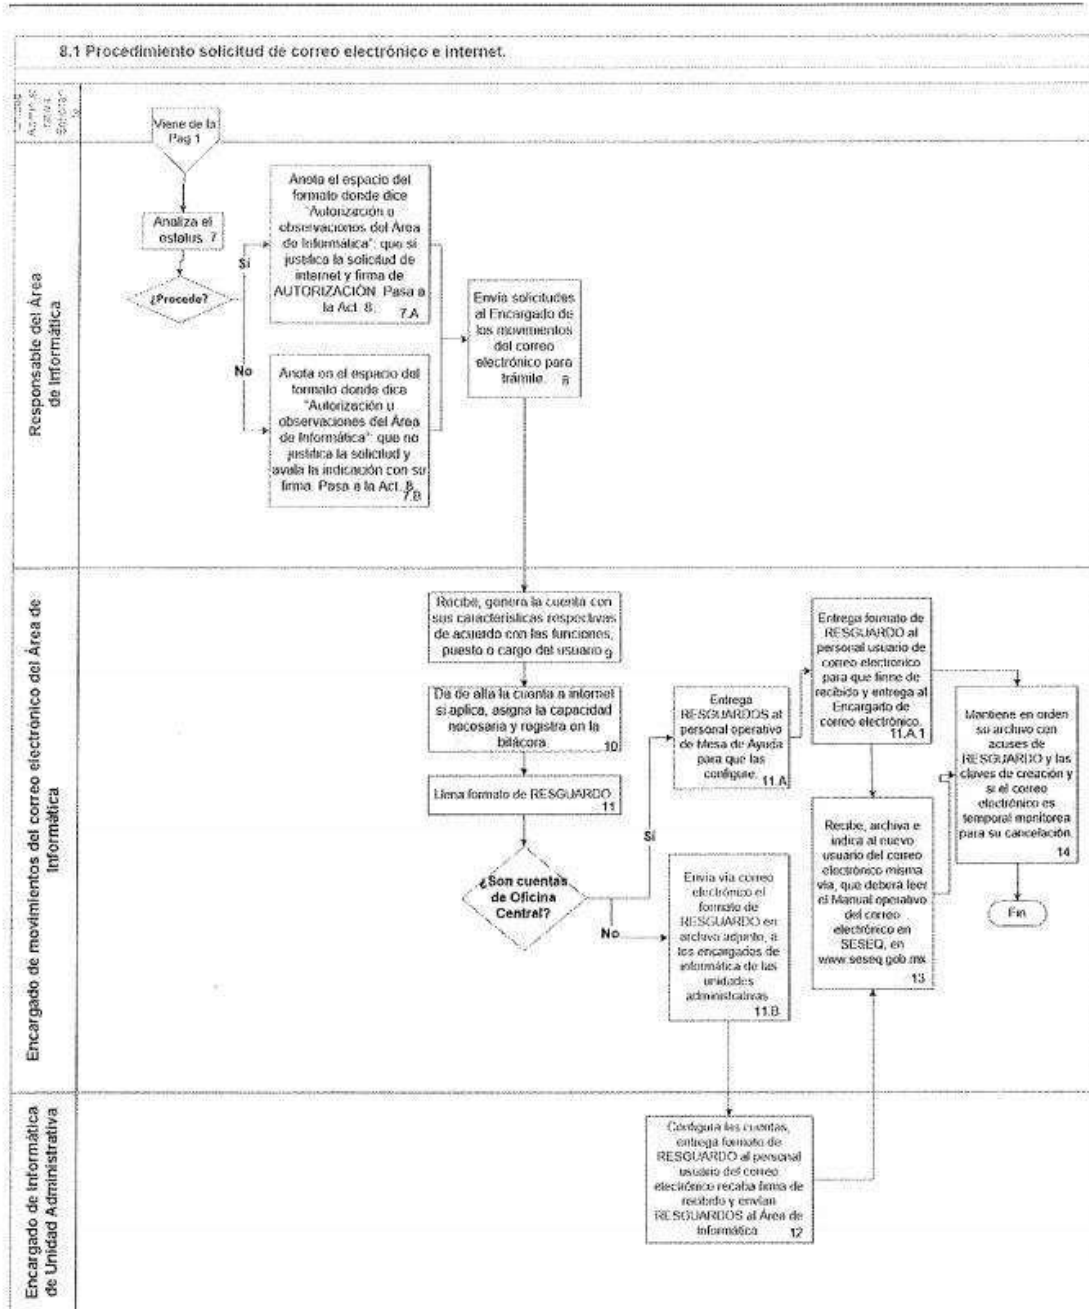 8.1 Procedimiento solicitud de correo electrónico e internet.
Adminis
trativa
Viene de la
Pag 1
Responsable del Área
de Informática
Analiza el
estatus 7
¿Procede?
Sí
No
Anota el espacio del
formato donde dice
"Autorización u
observaciones del Área
de Informática": que si
justifica la solicitud de
internet y firma de
AUTORIZACIÓN. Pasa a
la Act. 8.
7.A
Anota en el espacio del
formato donde dice
"Autorización u
observaciones del Área
de Informática": que no
justifica la solicitud y
avala la indicación con su
firma. Pasa a la Act. 8.
7.B
Envía solicitudes
al Encargado de
los movimientos
del correo
electrónico para
trámite. 8
Encargado de movimientos del correo electrónico del Área de
Informática
Recibe, genera la cuenta con
sus características respectivas
de acuerdo con las funciones,
puesto o cargo del usuario 9
Da de alta la cuenta a internet
si aplica, asigna la capacidad
necesaria y registra en la
bitácora
10
Llena formato de RESGUARDO
11
¿Son cuentas
de Oficina
Central?
Sí
No
Entrega
RESGUARDOS al
personal operativo
de Mesa de Ayuda
para que las
configure.
11.A
Envía vía correo
electrónico el
formato de
RESGUARDO en
archivo adjunto, a
los encargados de
informática de las
unidades
administrativas
11.B
Entrega formato de
RESGUARDO al
personal usuario de
correo electrónico
para que firme de
recibido y entrega al
Encargado de
correo electrónico.
11.A.1
Recibe, archiva e
indica al nuevo
usuario del correo
electrónico misma
vía, que deberá leer
el Manual operativo
del correo
electrónico en
SESEQ, en
www.seseq.gob.mx
13
Mantiene en orden
su archivo con
acuses de
RESGUARDO y las
claves de creación y
si el correo
electrónico es
temporal monitorea
para su cancelación.
14
Fin
Encargado de Informática
de Unidad Administrativa
Configura las cuentas,
entrega formato de
RESGUARDO al personal
usuario del correo
electrónico recaba firma de
recibido y envían
RESGUARDOS al Área de
Informática
12